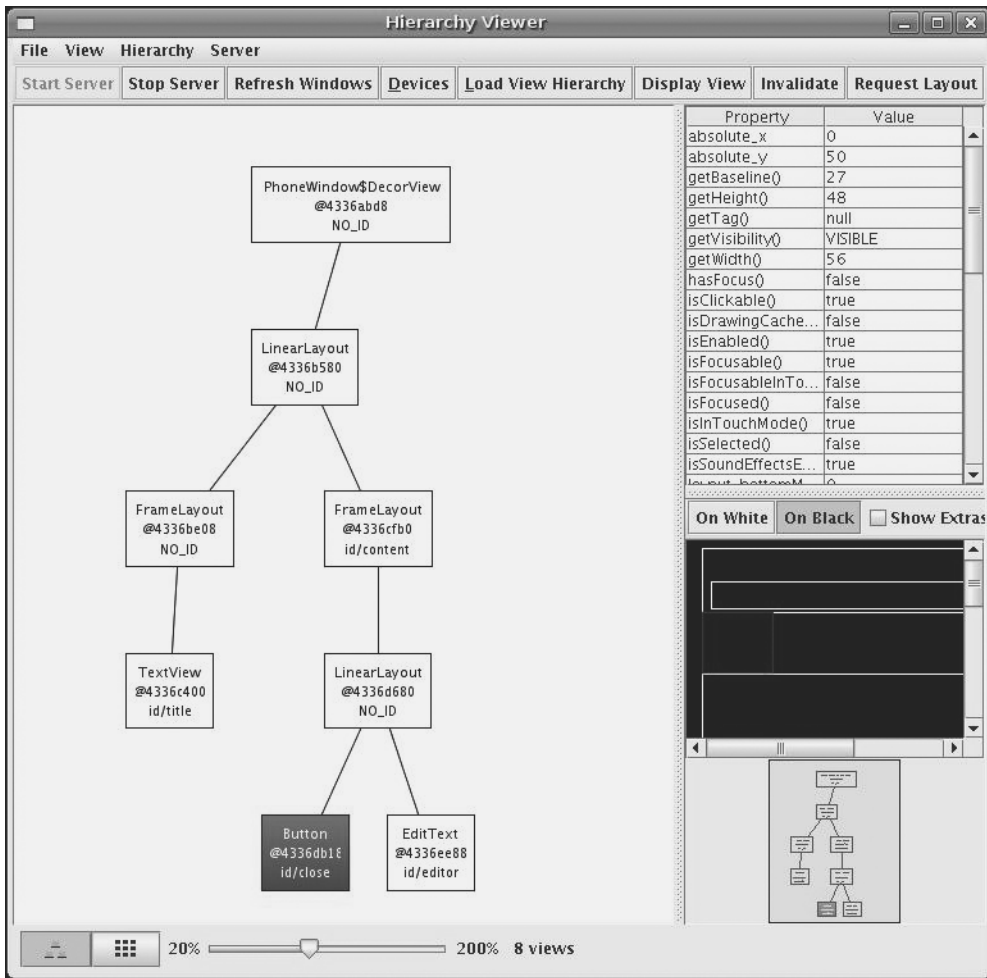 Hierarchy Viewer
File View Hierarchy Server
Start Server Stop Server Refresh Windows Devices Load View Hierarchy Display View Invalidate Request Layout
PhoneWindow$DecorView
@4336abd8
NO_ID
LinearLayout
@4336b580
NO_ID
FrameLayout
@4336be08
NO_ID
FrameLayout
@4336cfb0
id/content
TextView
@4336c400
id/title
LinearLayout
@4336d680
NO_ID
Button
@4336db18
id/close
EditText
@4336ee88
id/editor
Property Value
absolute_x 0
absolute_y 50
getBaseline() 27
getHeight() 48
getTag() null
getVisibility() VISIBLE
getWidth() 56
hasFocus() false
isClickable() true
isDrawingCache... false
isEnabled() true
isFocusable() true
isFocusableInTo... false
isFocused() false
isInTouchMode() true
isSelected() false
isSoundEffectsE... true
On White On Black Show Extras
20% 200% 8 views